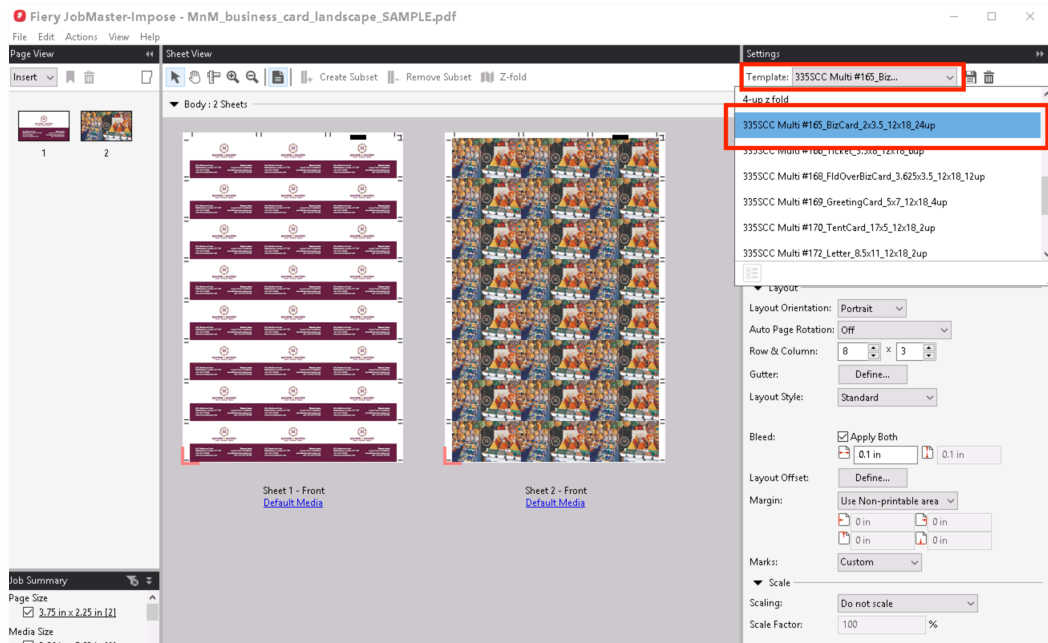 Fiery JobMaster-Impose - MnM_business_card_landscape_SAMPLE.pdf
File Edit Actions View Help
Page View
Sheet View
Settings
Insert
Create Subset
Remove Subset
Z-fold
Template: 335SCC Multi #165_Biz...
Body : 2 Sheets
4-up z fold
335SCC Multi #165_BizCard_2x3.5_12x18_24up
335SCC Multi #166_Ticket_3.5x8_12x18_6up
335SCC Multi #168_FldOverBizCard_3.625x3.5_12x18_12up
335SCC Multi #169_GreetingCard_5x7_12x18_4up
335SCC Multi #170_TentCard_17x5_12x18_2up
335SCC Multi #172_Letter_8.5x11_12x18_2up
1 2
Layout
Layout Orientation: Portrait
Auto Page Rotation: Off
Row & Column: 8 x 3
Gutter: Define...
Layout Style: Standard
Bleed: Apply Both
0.1 in 0.1 in
Layout Offset: Define...
Margin: Use Non-printable area
0 in 0 in
0 in 0 in
Marks: Custom
Scale
Scaling: Do not scale
Scale Factor: 100 %
Sheet 1 - Front
Default Media
Sheet 2 - Front
Default Media
Job Summary
Page Size
3.75 in x 2.25 in [2]
Media Size